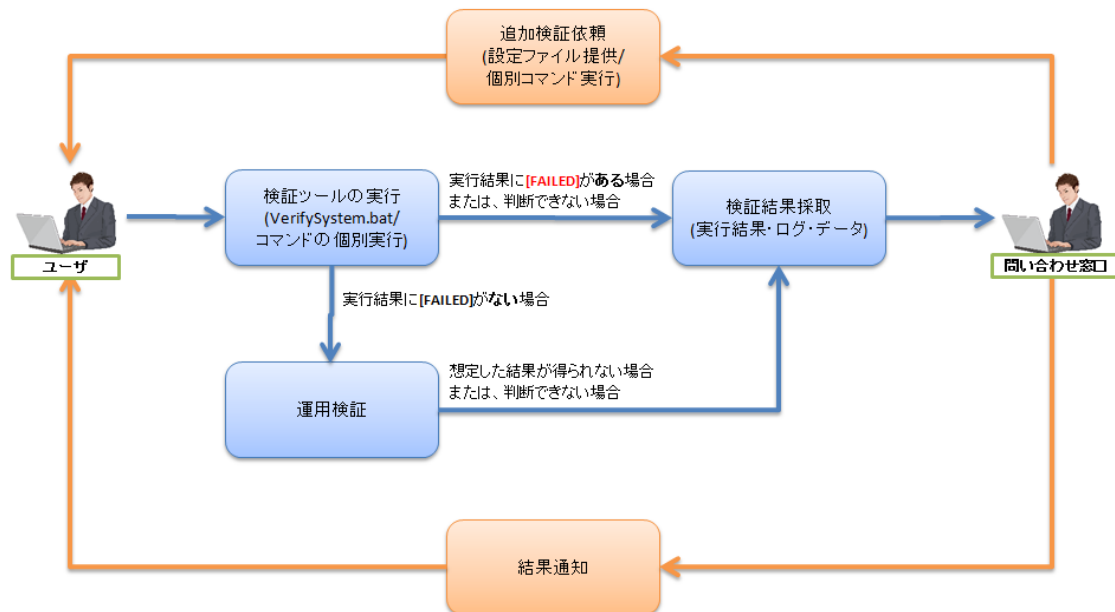 追加検証依頼
(設定ファイル提供/
個別コマンド実行)
検証ツールの実行
(VerifySystem.bat/
コマンドの個別実行)
実行結果に[FAILED]がある場合
または、判断できない場合
検証結果採取
(実行結果・ログ・データ)
ユーザ
問い合わせ窓口
実行結果に[FAILED]がない場合
運用検証
想定した結果が得られない場合
または、判断できない場合
結果通知